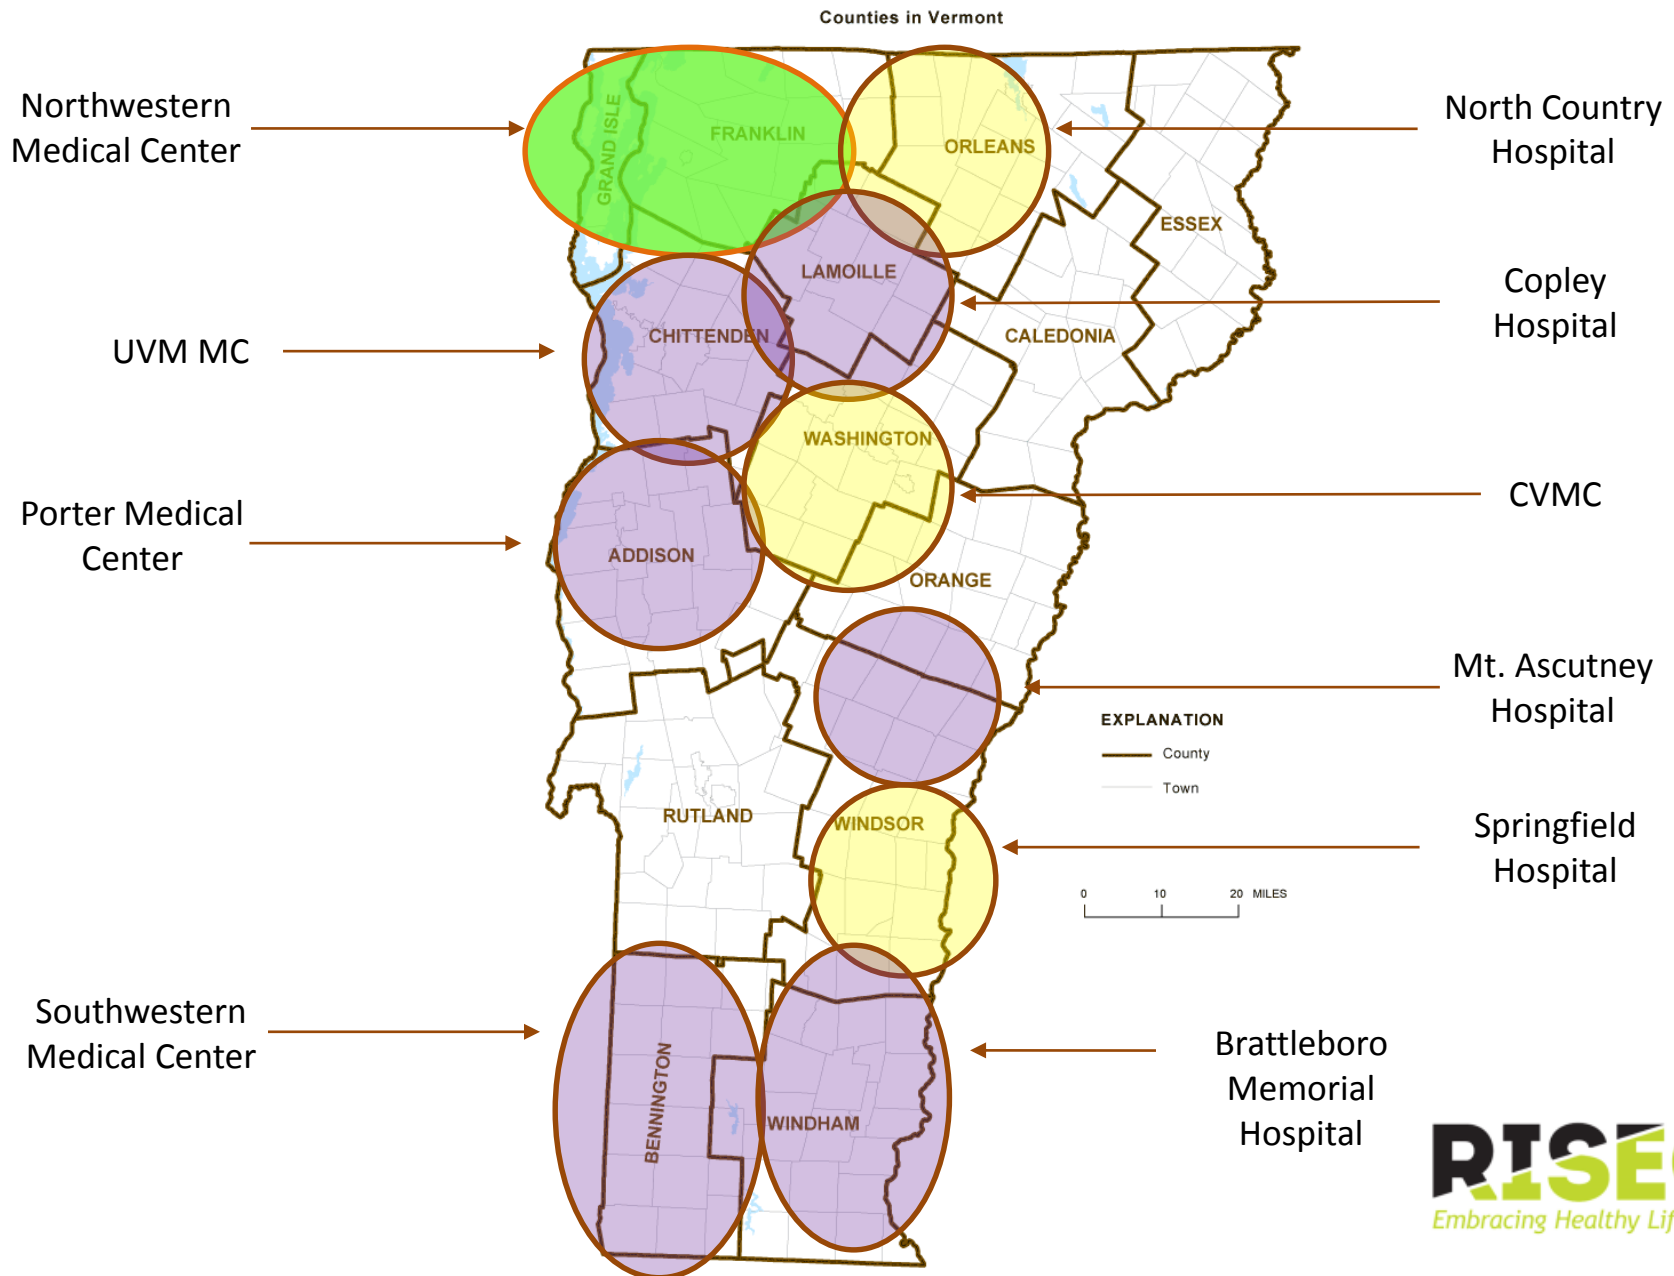 Counties in Vermont
Northwestern
Medical Center
North Country
Hospital
GRAND ISLE
FRANKLIN
ORLEANS
ESSEX
LAMOILLE
Copley
Hospital
UVM MC
CHITTENDEN
CALEDONIA
WASHINGTON
CVMC
Porter Medical
Center
ADDISON
ORANGE
Mt. Ascutney
Hospital
EXPLANATION
County
Town
RUTLAND
WINDSOR
Springfield
Hospital
0 10 20 MILES
Southwestern
Medical Center
BENNINGTON
WINDHAM
Brattleboro
Memorial
Hospital
RISE
Embracing Healthy Lif